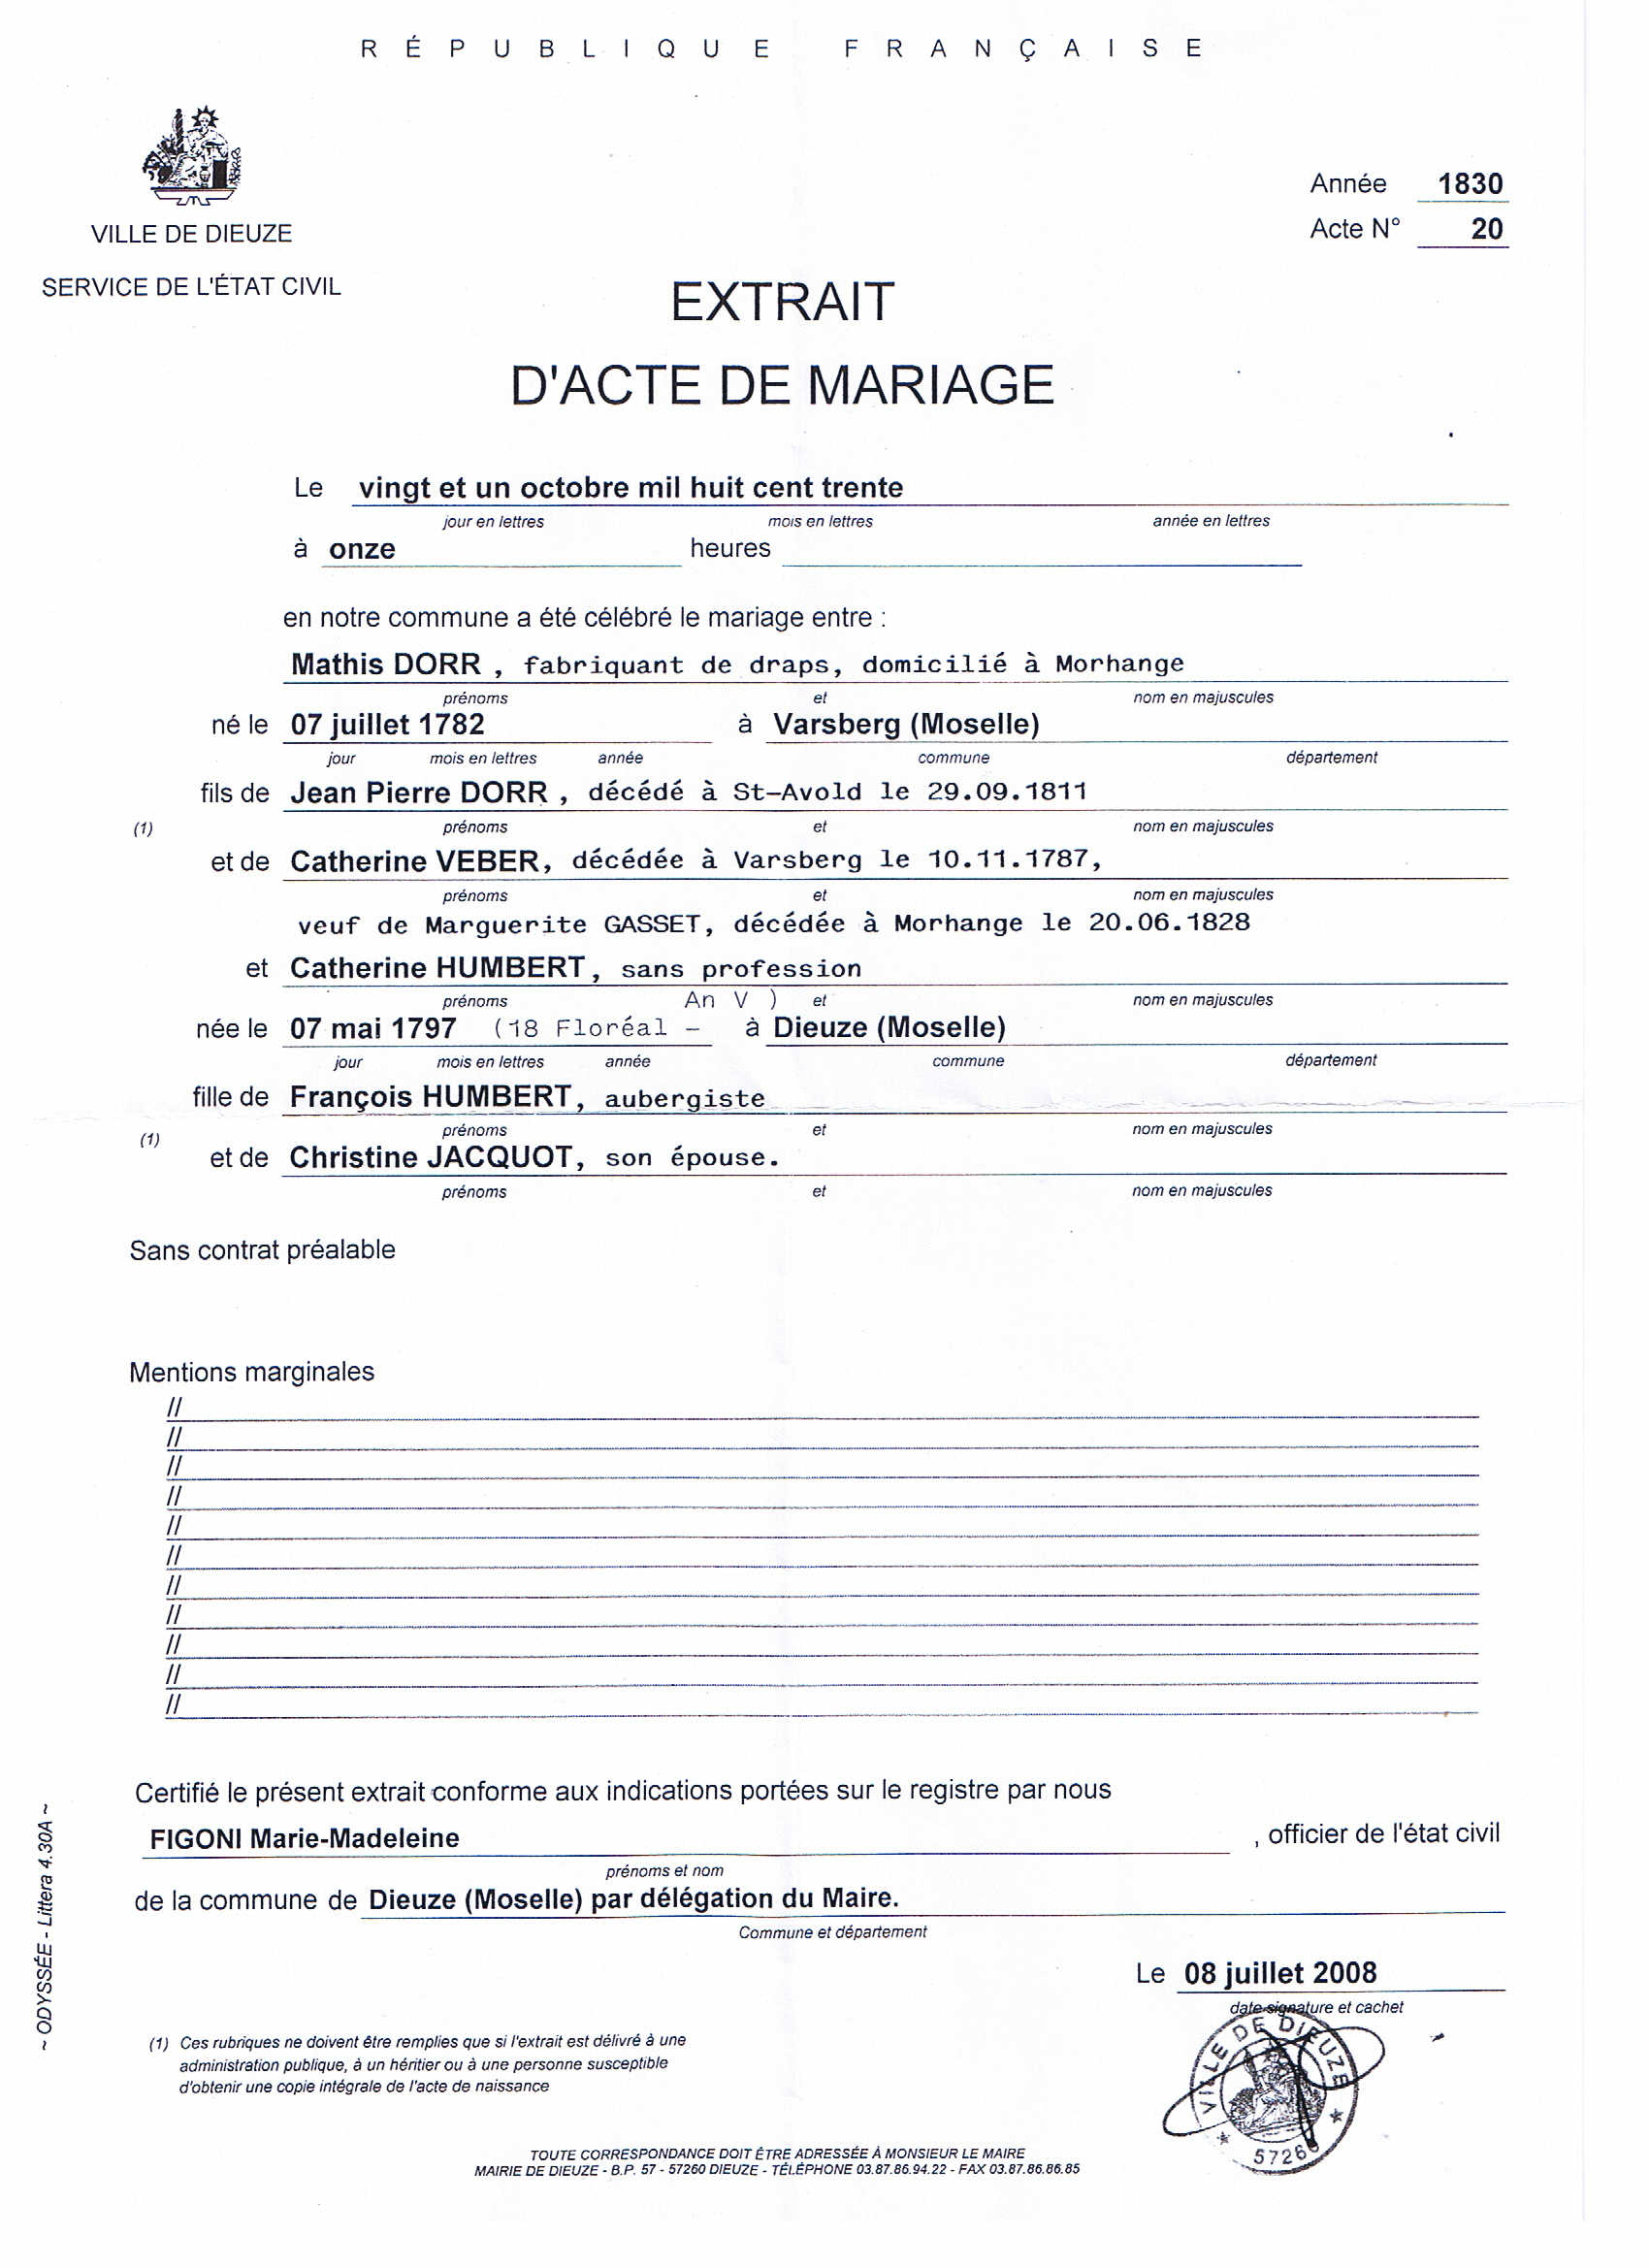 RÉPUBLIQUE FRANÇAISE
VILLE DE DIEUZE
SERVICE DE L'ÉTAT CIVIL
Année 1830
Acte N° 20
EXTRAIT
D'ACTE DE MARIAGE
Le vingt et un octobre mil huit cent trente
jour en lettres mois en lettres année en lettres
à onze heures
en notre commune a été célébré le mariage entre :
Mathis DORR , fabriquant de draps, domicilié à Morhange
prénoms et nom en majuscules
né le 07 juillet 1782 à Varsberg (Moselle)
jour mois en lettres année commune département
fils de Jean Pierre DORR , décédé à St-Avold le 29.09.1811
(1) prénoms et nom en majuscules
et de Catherine VEBER, décédée à Varsberg le 10.11.1787,
prénoms et nom en majuscules
veuf de Marguerite GASSET, décédée à Morhange le 20.06.1828
et Catherine HUMBERT, sans profession
prénoms An V ) et nom en majuscules
née le 07 mai 1797 (18 Floréal - à Dieuze (Moselle)
jour mois en lettres année commune département
fille de François HUMBERT, aubergiste
(1) prénoms et nom en majuscules
et de Christine JACQUOT, son épouse.
prénoms et nom en majuscules
Sans contrat préalable
Mentions marginales
//
//
//
//
//
//
//
//
//
//
//
Certifié le présent extrait conforme aux indications portées sur le registre par nous
FIGONI Marie-Madeleine , officier de l'état civil
prénoms et nom
de la commune de Dieuze (Moselle) par délégation du Maire.
Commune et département
Le 08 juillet 2008
date signature et cachet
VILLE DE DIEUZE
57260
(1) Ces rubriques ne doivent être remplies que si l'extrait est délivré à une
administration publique, à un héritier ou à une personne susceptible
d'obtenir une copie intégrale de l'acte de naissance
TOUTE CORRESPONDANCE DOIT ÊTRE ADRESSÉE À MONSIEUR LE MAIRE
MAIRIE DE DIEUZE - B.P. 57 - 57260 DIEUZE - TÉLÉPHONE 03.87.86.94.22 - FAX 03.87.86.86.85
~ ODYSSÉE - Littera 4.30A ~